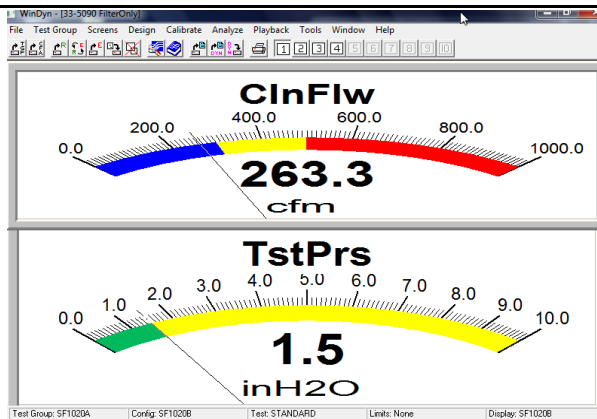 WinDyn - [33-5090 FilterOnly]
File Test Group Screens Design Calibrate Analyze Playback Tools Window Help
1 2 3 4 5 6 7 8 9 10
ClnFlw
0.0 200.0 400.0 600.0 800.0 1000.0
263.3
cfm
TstPrs
0.0 1.0 2.0 3.0 4.0 5.0 6.0 7.0 8.0 9.0 10.0
1.5
inH2O
Test Group: SF1020A Config: SF1020B Test: STANDARD Limits: None Display: SF1020B